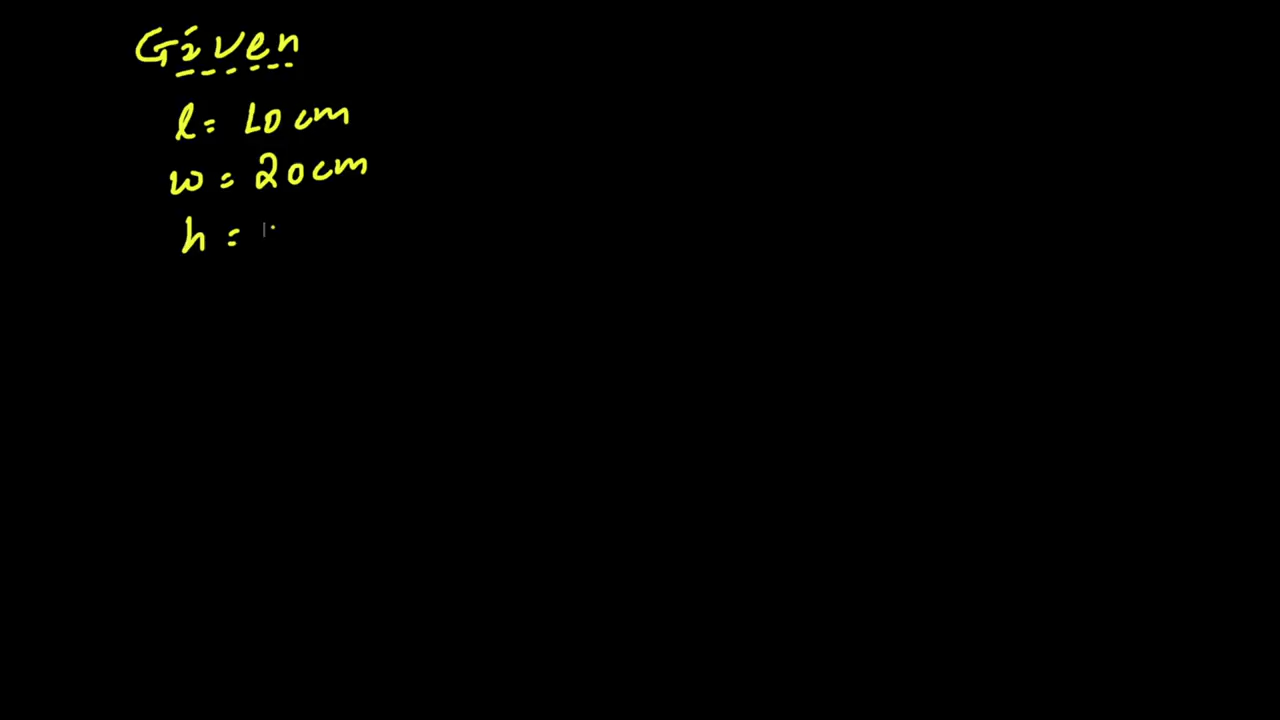 Given
l = 10 cm
w = 20 cm
h =